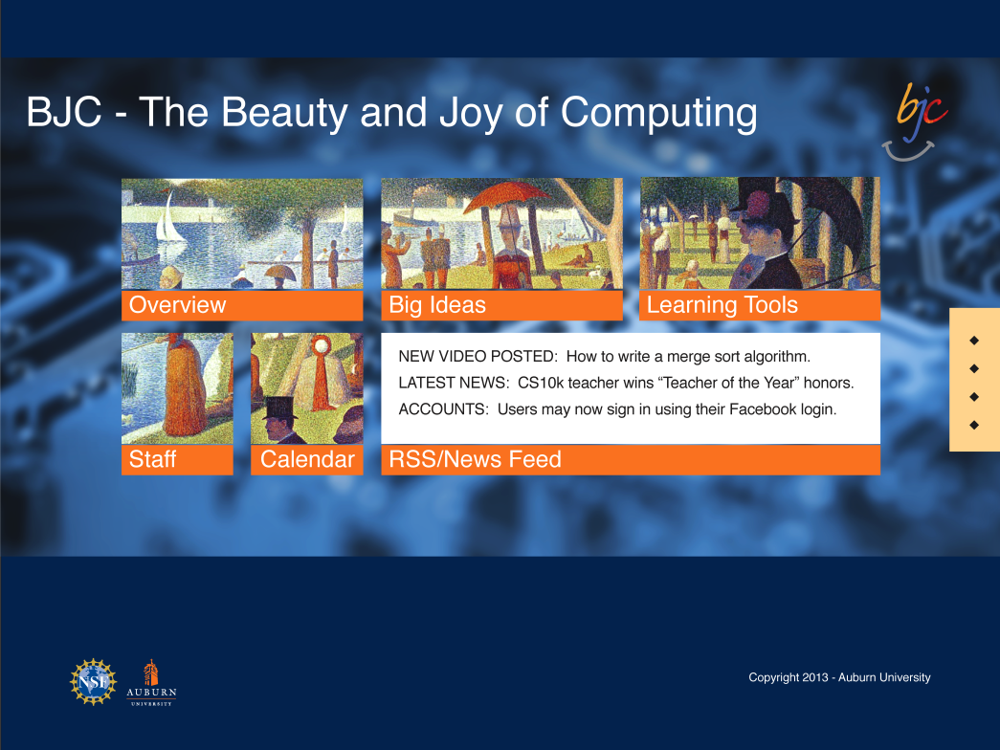 BJC - The Beauty and Joy of Computing
bjc
Overview
Big Ideas
Learning Tools
NEW VIDEO POSTED: How to write a merge sort algorithm.
LATEST NEWS: CS10k teacher wins “Teacher of the Year” honors.
ACCOUNTS: Users may now sign in using their Facebook login.
Staff
Calendar
RSS/News Feed
NSF
AUBURN
UNIVERSITY
Copyright 2013 - Auburn University